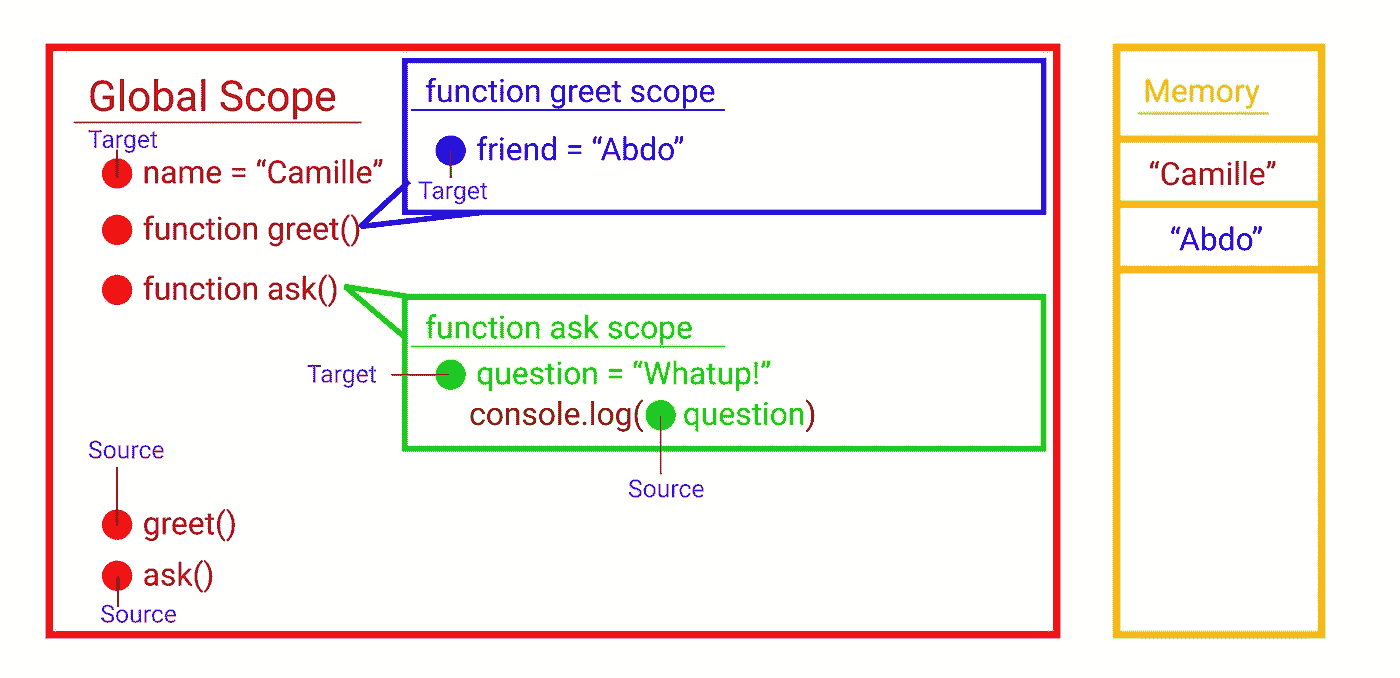 Global Scope
Target
name = “Camille”
function greet()
function ask()
function greet scope
friend = “Abdo”
Target
function ask scope
Target
question = “Whatup!”
console.log( question)
Source
Source
greet()
ask()
Source
Memory
“Camille”
“Abdo”